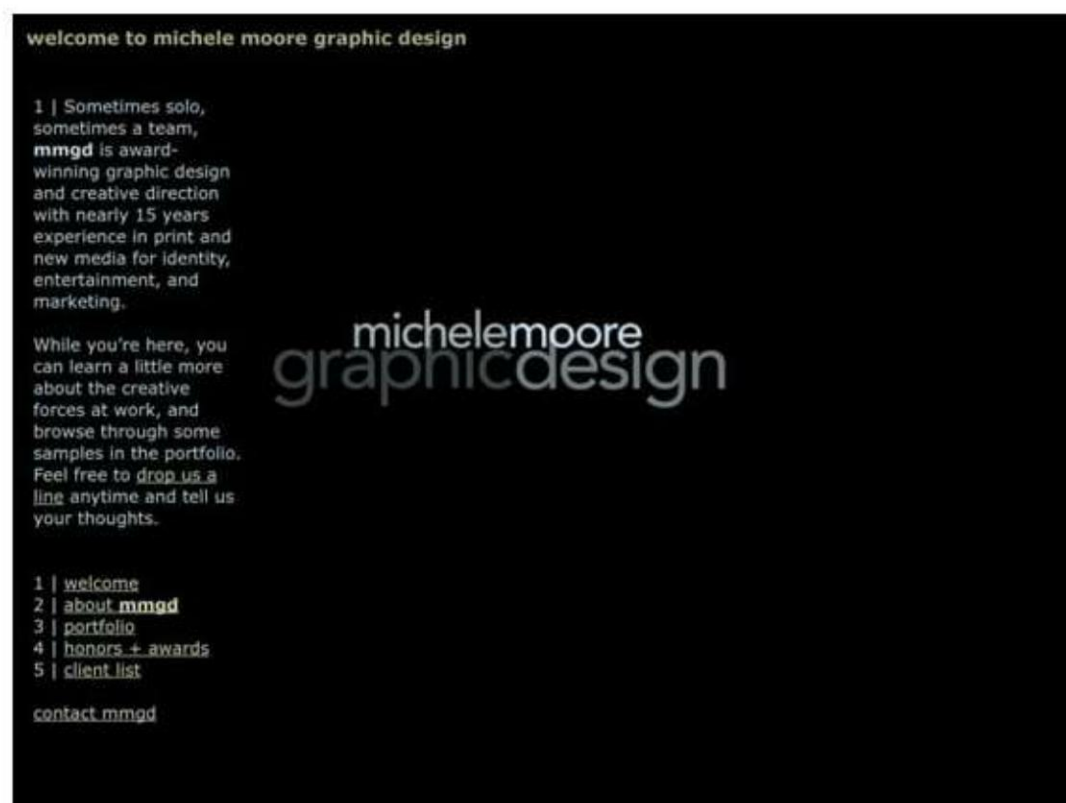 welcome to michele moore graphic design
1 | Sometimes solo,
sometimes a team,
mmgd is award-
winning graphic design
and creative direction
with nearly 15 years
experience in print and
new media for identity,
entertainment, and
marketing.
While you're here, you
can learn a little more
about the creative
forces at work, and
browse through some
samples in the portfolio.
Feel free to drop us a
line anytime and tell us
your thoughts.
michelemoore
graphicdesign
1 | welcome
2 | about mmgd
3 | portfolio
4 | honors + awards
5 | client list
contact mmgd